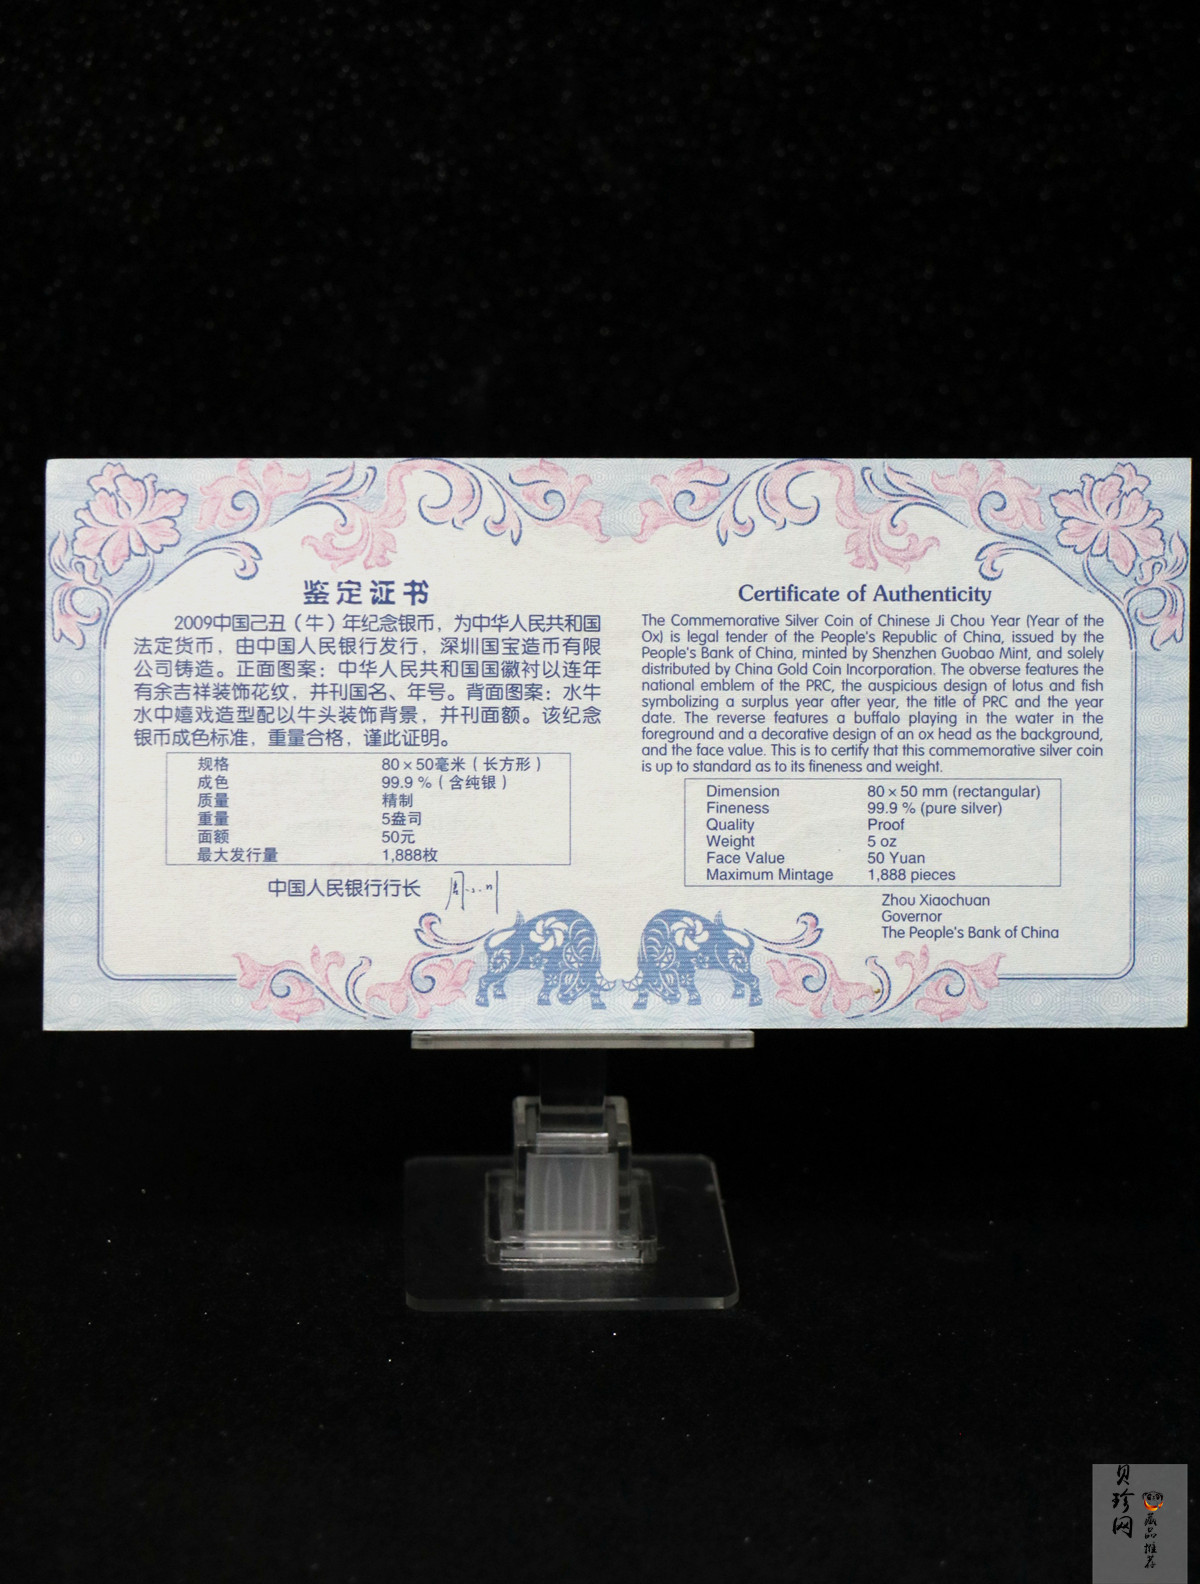 鉴定证书
2009中国己丑（牛）年纪念银币，为中华人民共和国
法定货币，由中国人民银行发行，深圳国宝造币有限
公司铸造。正面图案：中华人民共和国国徽衬以连年
有余吉祥装饰花纹，并刊国名、年号。背面图案：水牛
水中嬉戏造型配以牛头装饰背景，并刊面额。该纪念
银币成色标准，重量合格，谨此证明。
规格 80×50毫米（长方形）
成色 99.9 %（含纯银）
质量 精制
重量 5盎司
面额 50元
最大发行量 1,888枚
中国人民银行行长
Certificate of Authenticity
The Commemorative Silver Coin of Chinese Ji Chou Year (Year of the
Ox) is legal tender of the People's Republic of China, issued by the
People's Bank of China, minted by Shenzhen Guobao Mint, and solely
distributed by China Gold Coin Incorporation. The obverse features the
national emblem of the PRC, the auspicious design of lotus and fish
symbolizing a surplus year after year, the title of PRC and the year
date. The reverse features a buffalo playing in the water in the
foreground and a decorative design of an ox head as the background,
and the face value. This is to certify that this commemorative silver coin
is up to standard as to its fineness and weight.
Dimension 80 × 50 mm (rectangular)
Fineness 99.9 % (pure silver)
Quality Proof
Weight 5 oz
Face Value 50 Yuan
Maximum Mintage 1,888 pieces
Zhou Xiaochuan
Governor
The People's Bank of China
贝珍网
藏品推荐